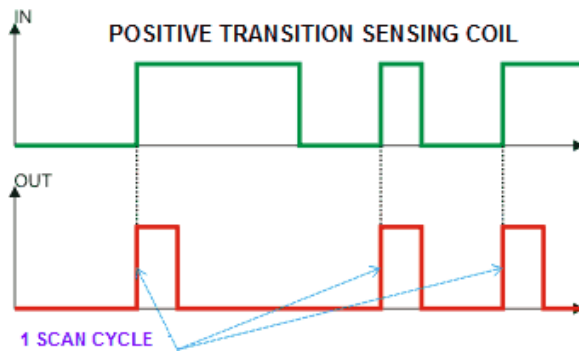 IN
POSITIVE TRANSITION SENSING COIL
OUT
1 SCAN CYCLE